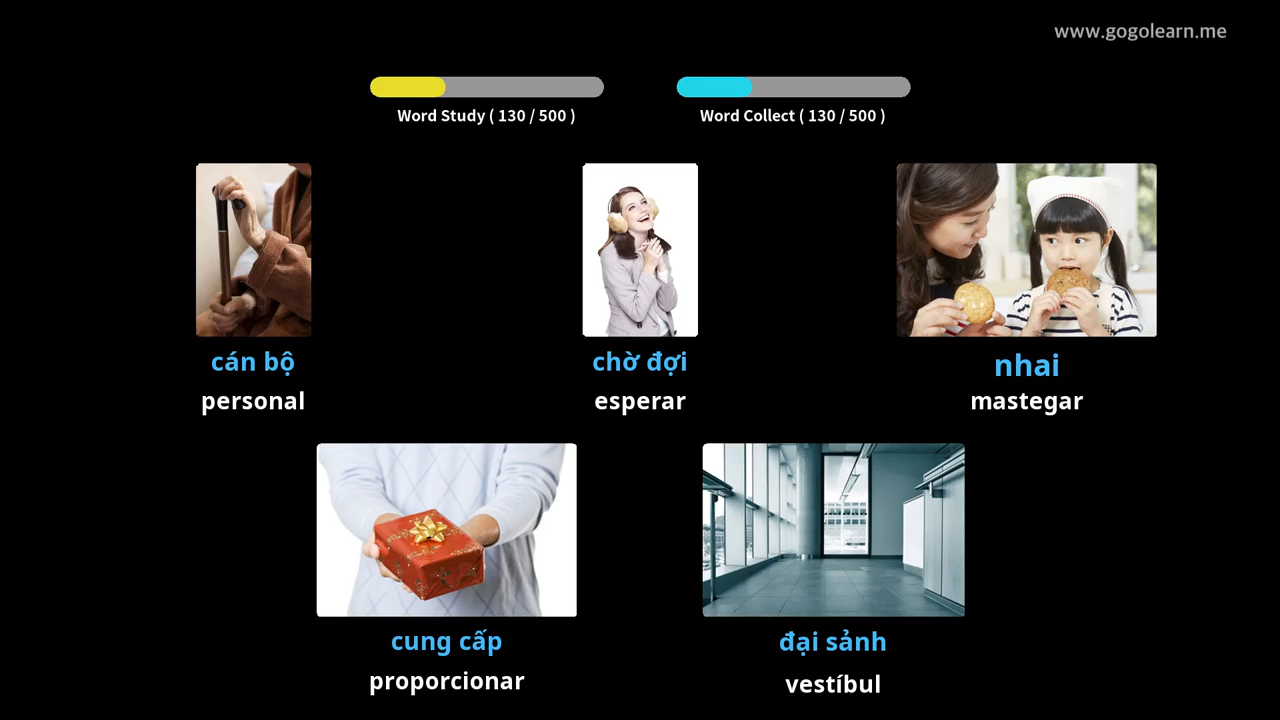 www.gogolearn.me
Word Study ( 130 / 500 )
Word Collect ( 130 / 500 )
cán bộ
personal
chờ đợi
esperar
nhai
mastegar
cung cấp
proporcionar
đại sảnh
vestíbul